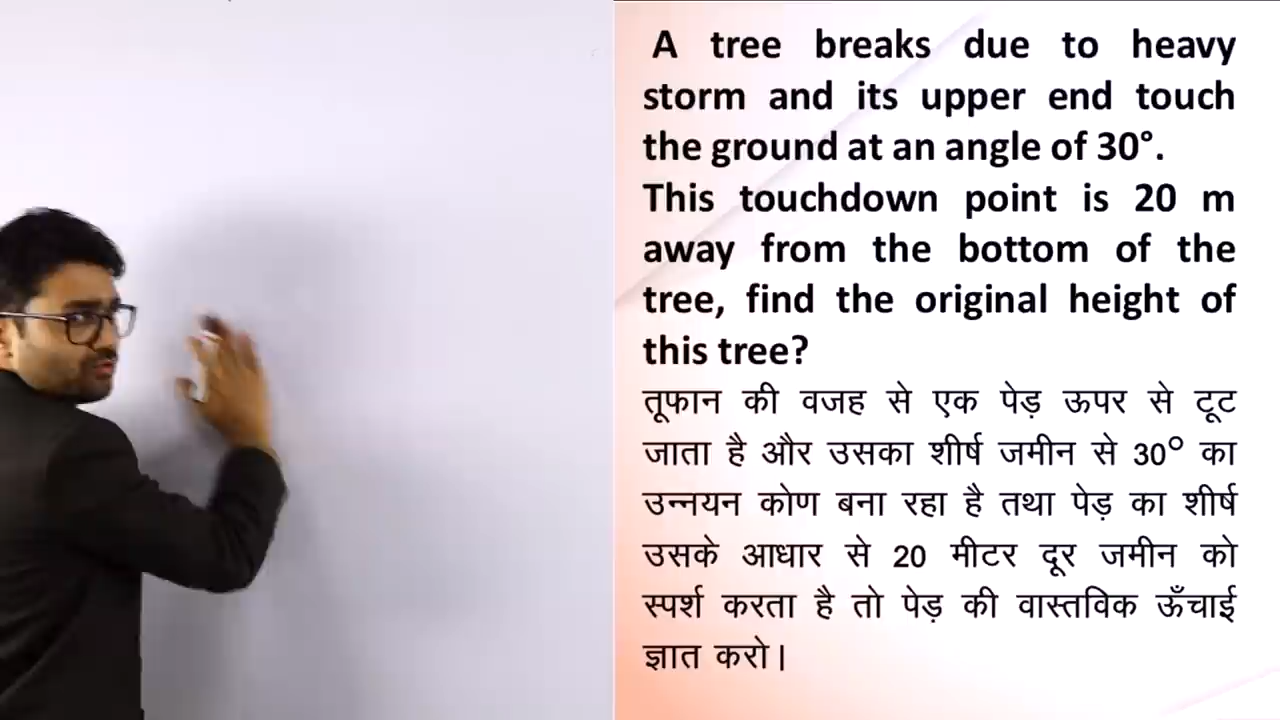 A tree breaks due to heavy
storm and its upper end touch
the ground at an angle of 30°.
This touchdown point is 20 m
away from the bottom of the
tree, find the original height of
this tree?
तूफान की वजह से एक पेड़ ऊपर से टूट
जाता है और उसका शीर्ष जमीन से 30° का
उन्नयन कोण बना रहा है तथा पेड़ का शीर्ष
उसके आधार से 20 मीटर दूर जमीन को
स्पर्श करता है तो पेड़ की वास्तविक ऊँचाई
ज्ञात करो।